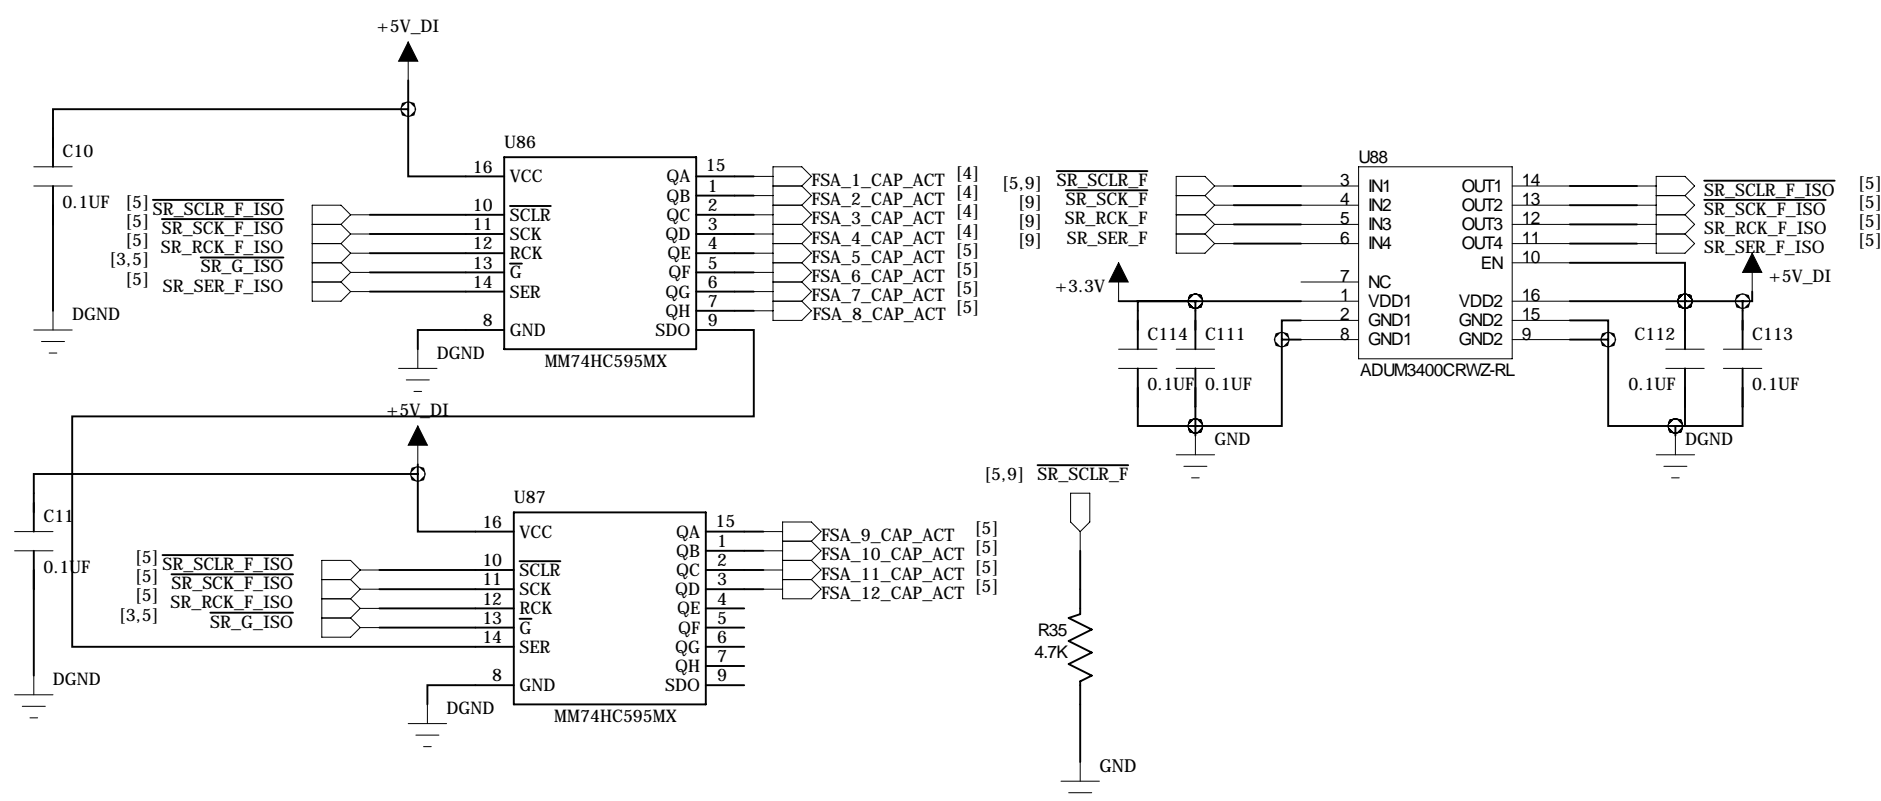 +5V_DI
C10
0.1UF
DGND
U86
16 VCC
[5] SR_SCLR_F_ISO 10 SCLR
[5] SR_SCK_F_ISO 11 SCK
[5] SR_RCK_F_ISO 12 RCK
[3,5] SR_G_ISO 13 G
[5] SR_SER_F_ISO 14 SER
8 GND
DGND
QA 15 FSA_1_CAP_ACT [4]
QB 1 FSA_2_CAP_ACT [4]
QC 2 FSA_3_CAP_ACT [4]
QD 3 FSA_4_CAP_ACT [4]
QE 4 FSA_5_CAP_ACT [5]
QF 5 FSA_6_CAP_ACT [5]
QG 6 FSA_7_CAP_ACT [5]
QH 7 FSA_8_CAP_ACT [5]
SDO 9
MM74HC595MX
+5V_DI
C11
0.1UF
DGND
U87
16 VCC
[5] SR_SCLR_F_ISO 10 SCLR
[5] SR_SCK_F_ISO 11 SCK
[5] SR_RCK_F_ISO 12 RCK
[3,5] SR_G_ISO 13 G
14 SER
8 GND
DGND
QA 15 FSA_9_CAP_ACT [5]
QB 1 FSA_10_CAP_ACT [5]
QC 2 FSA_11_CAP_ACT [5]
QD 3 FSA_12_CAP_ACT [5]
QE 4
QF 5
QG 6
QH 7
SDO 9
MM74HC595MX
U88
[5,9] SR_SCLR_F 3 IN1
[9] SR_SCK_F 4 IN2
[9] SR_RCK_F 5 IN3
[9] SR_SER_F 6 IN4
7 NC
+3.3V 1 VDD1
2 GND1
8 GND1
OUT1 14 SR_SCLR_F_ISO [5]
OUT2 13 SR_SCK_F_ISO [5]
OUT3 12 SR_RCK_F_ISO [5]
OUT4 11 SR_SER_F_ISO [5]
EN 10
+5V_DI
VDD2 16
GND2 15
GND2 9
ADUM3400CRWZ-RL
C114
0.1UF
C111
0.1UF
GND
C112
0.1UF
C113
0.1UF
DGND
[5,9] SR_SCLR_F
R35
4.7K
GND